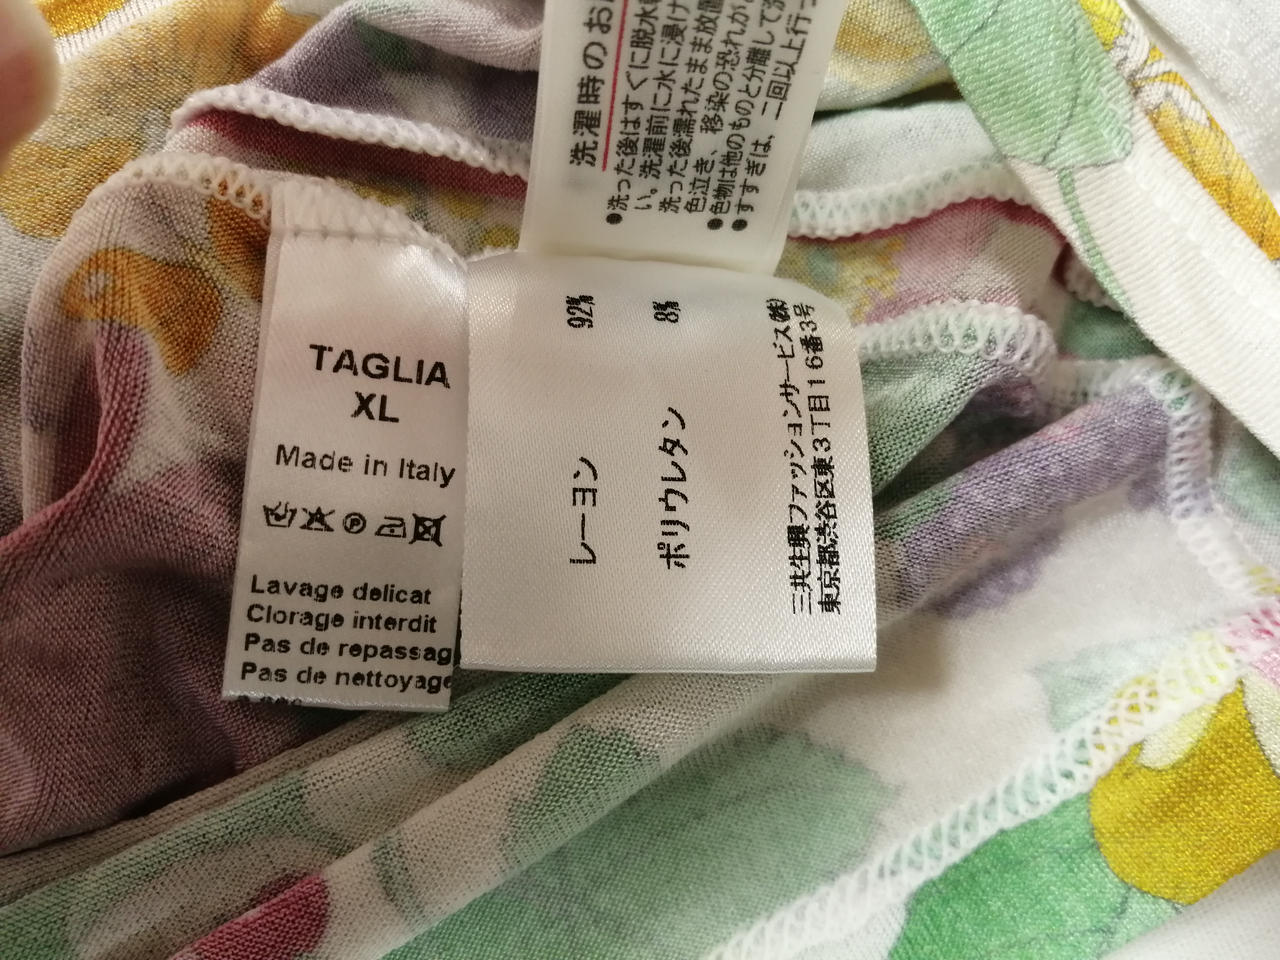 TAGLIA
XL
Made in Italy
Lavage delicat
Clorage interdit
Pas de repassag
Pas de nettoyage
レーヨン 92%
ポリウレタン 8%
三共生興ファッションサービス㈱
東京都渋谷区東3丁目16番3号
洗濯時のお
●洗った後はすぐに脱水
い。洗濯前に水に浸け
洗った後濡れたまま放置
色泣き、移染の恐れが
●色物は他のものと分離して
●すすぎは、二回以上行っ